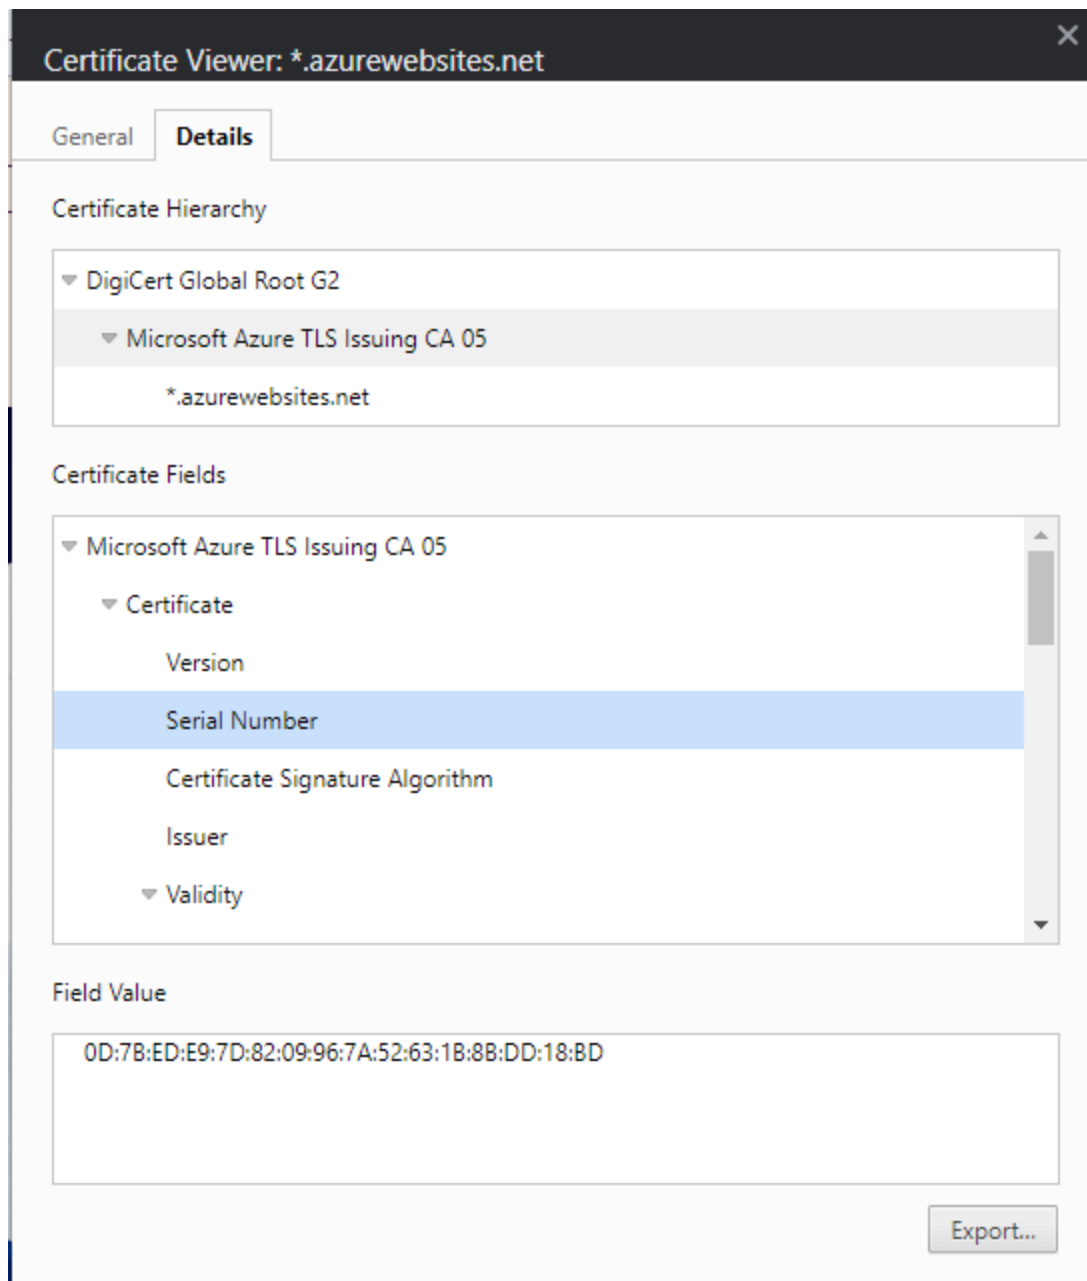 Certificate Viewer: *.azurewebsites.net
General Details
Certificate Hierarchy
DigiCert Global Root G2
Microsoft Azure TLS Issuing CA 05
*.azurewebsites.net
Certificate Fields
Microsoft Azure TLS Issuing CA 05
Certificate
Version
Serial Number
Certificate Signature Algorithm
Issuer
Validity
Field Value
0D:7B:ED:E9:7D:82:09:96:7A:52:63:1B:8B:DD:18:BD
Export...